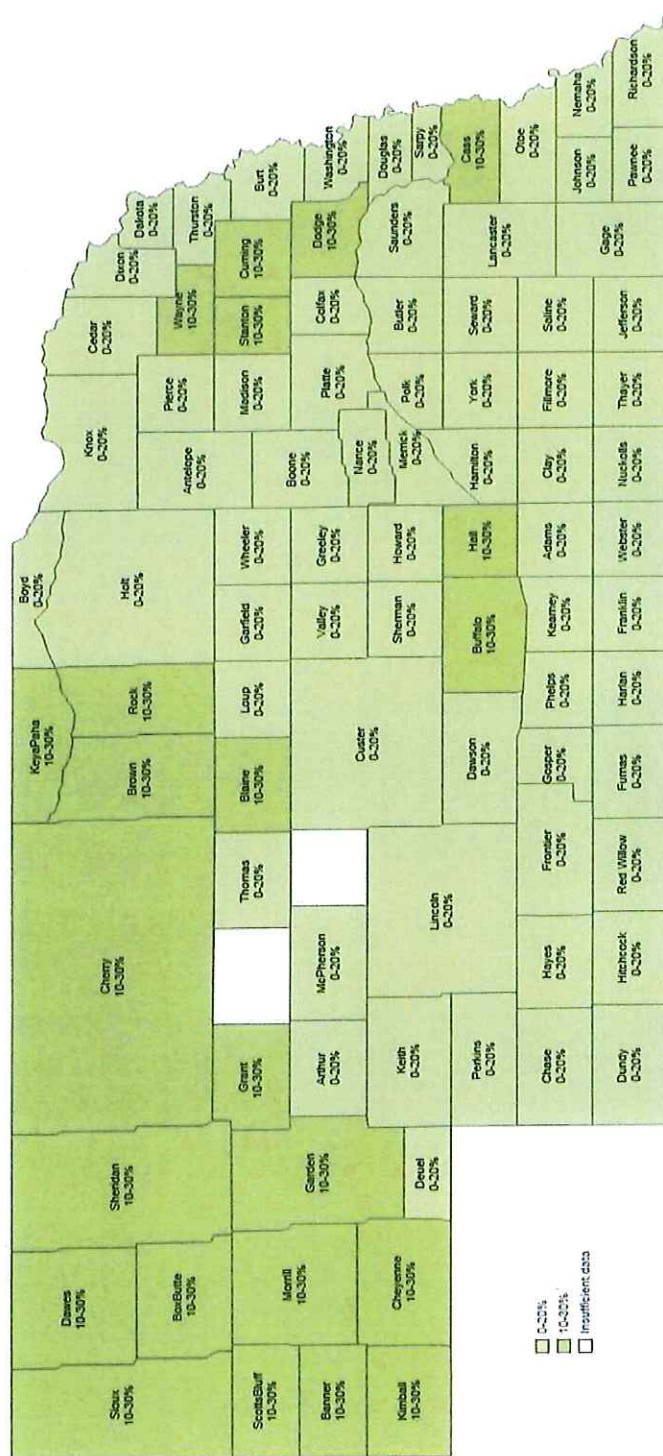 Sioux
10-30%
Dawes
10-30%
BoxButte
10-30%
ScottsBluff
10-30%
Banner
10-30%
Kimball
10-30%
Morrill
10-30%
Cheyenne
10-30%
Sheridan
10-30%
Garden
10-30%
Deuel
0-20%
Cherry
10-30%
Grant
10-30%
Arthur
0-20%
McPherson
0-20%
Keith
0-20%
Perkins
0-20%
Chase
0-20%
Dundy
0-20%
Thomas
0-20%
Lincoln
0-20%
Hayes
0-20%
Hitchcock
0-20%
Frontier
0-20%
Red Willow
0-20%
KeyaPaha
10-30%
Brown
10-30%
Rock
10-30%
Blaine
10-30%
Loup
0-20%
Custer
0-20%
Dawson
0-20%
Gosper
0-20%
Furnas
0-20%
Phelps
0-20%
Harlan
0-20%
Boyd
0-20%
Holt
0-20%
Garfield
0-20%
Wheeler
0-20%
Valley
0-20%
Greeley
0-20%
Sherman
0-20%
Howard
0-20%
Buffalo
10-30%
Hall
10-30%
Kearney
0-20%
Adams
0-20%
Franklin
0-20%
Webster
0-20%
Knox
0-20%
Antelope
0-20%
Boone
0-20%
Nance
0-20%
Merrick
0-20%
Hamilton
0-20%
Clay
0-20%
Nuckolls
0-20%
Cedar
0-20%
Pierce
0-20%
Madison
0-20%
Platte
0-20%
Polk
0-20%
York
0-20%
Fillmore
0-20%
Thayer
0-20%
Dixon
0-20%
Dakota
0-20%
Wayne
10-30%
Thurston
0-20%
Stanton
10-30%
Cuming
10-30%
Burt
0-20%
Colfax
0-20%
Dodge
10-30%
Washington
0-20%
Butler
0-20%
Saunders
0-20%
Douglas
0-20%
Sarpy
0-20%
Seward
0-20%
Lancaster
0-20%
Cass
10-30%
Otoe
0-20%
Saline
0-20%
Jefferson
0-20%
Gage
0-20%
Johnson
0-20%
Nemaha
0-20%
Pawnee
0-20%
Richardson
0-20%
0-20%
10-30%
Insufficient data